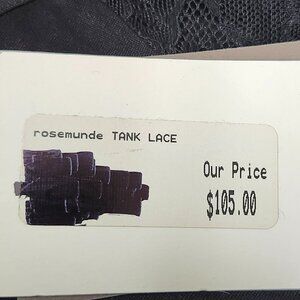 rosemunde TANK LACE
Our Price
$105.00